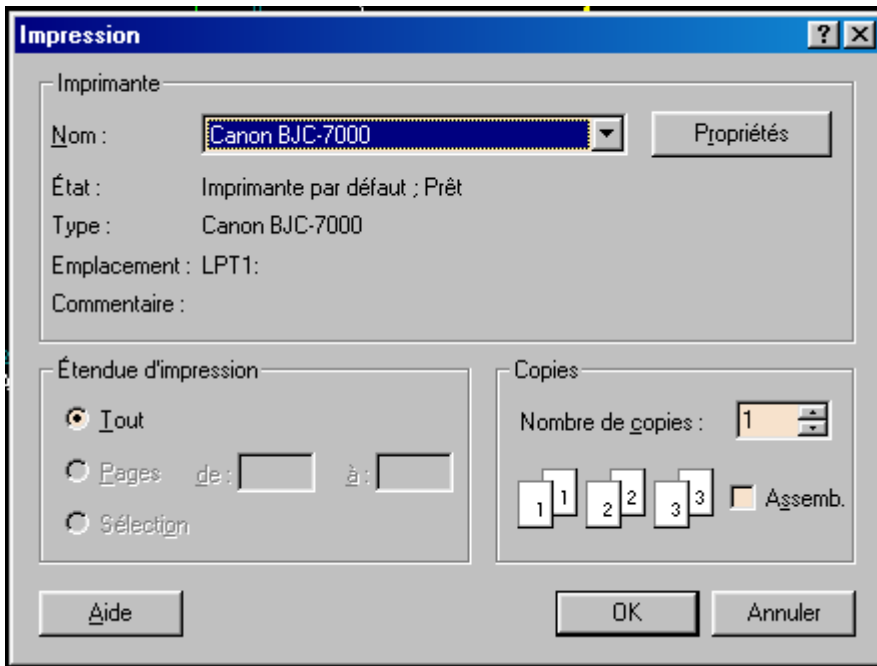 Impression
Imprimante
Nom : Canon BJC-7000 Propriétés
État : Imprimante par défaut ; Prêt
Type : Canon BJC-7000
Emplacement : LPT1:
Commentaire :
Étendue d'impression
Tout
Pages de : à :
Sélection
Copies
Nombre de copies : 1
1 1 2 2 3 3 Assemb.
Aide OK Annuler